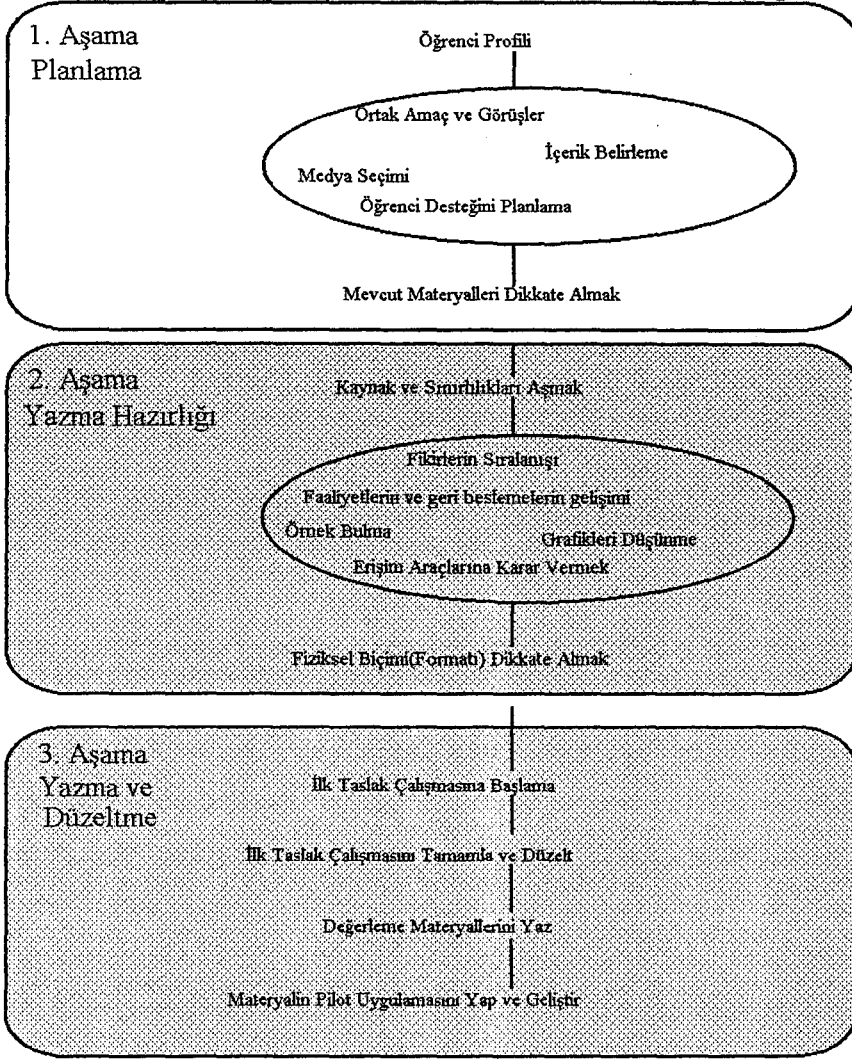 1. Aşama
Planlama
Öğrenci Profili
Ortak Amaç ve Görüşler
İçerik Belirleme
Medya Seçimi
Öğrenci Desteğini Planlama
Mevcut Materyalleri Dikkate Almak
2. Aşama
Yazma Hazırlığı
Kaynak ve Sınırlılıkları Aşmak
Fikirlerin Sıralanışı
Faaliyetlerin ve geri beslemelerin gelişimi
Örnek Bulma
Grafikleri Düşünme
Erişim Araçlarına Karar Vermek
Fiziksel Biçimi(Formatı) Dikkate Almak
3. Aşama
Yazma ve
Düzeltme
İlk Taslak Çalışmasına Başlama
İlk Taslak Çalışmasını Tamamla ve Düzelt
Değerleme Materyallerini Yaz
Materyalin Pilot Uygulamasını Yap ve Geliştir